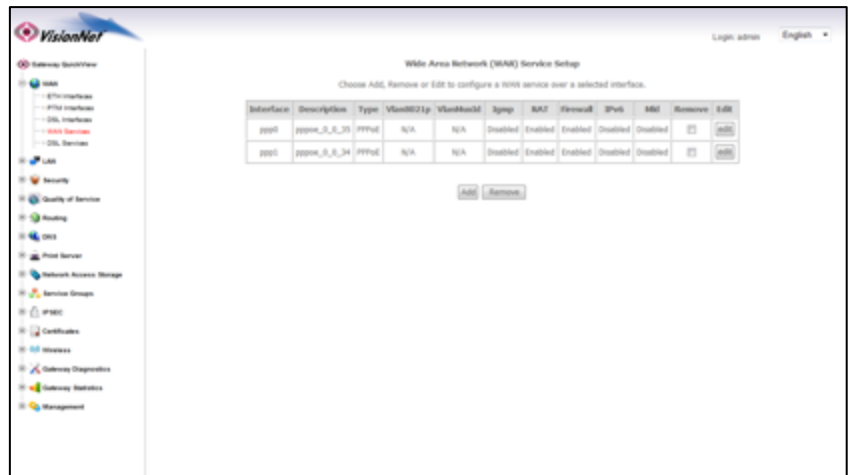 VisionNet
Login: admin
English
Gateway QuickView
WAN
ETH Interfaces
PTM Interfaces
DSL Interfaces
WAN Services
DSL Services
LAN
Security
Quality of Service
Routing
DNS
Print Server
Network Access Storage
Service Groups
IPSEC
Certificates
Wireless
Gateway Diagnostics
Gateway Statistics
Management
Wide Area Network (WAN) Service Setup
Choose Add, Remove or Edit to configure a WAN service over a selected interface.
Interface Description Type Vlan8021p VlanMuxId Igmp NAT Firewall IPv6 Mld Remove Edit
ppp0 pppoe_0_0_35 PPPoE N/A N/A Disabled Enabled Enabled Disabled Disabled edit
ppp1 pppoe_0_0_34 PPPoE N/A N/A Disabled Enabled Enabled Disabled Disabled edit
Add Remove